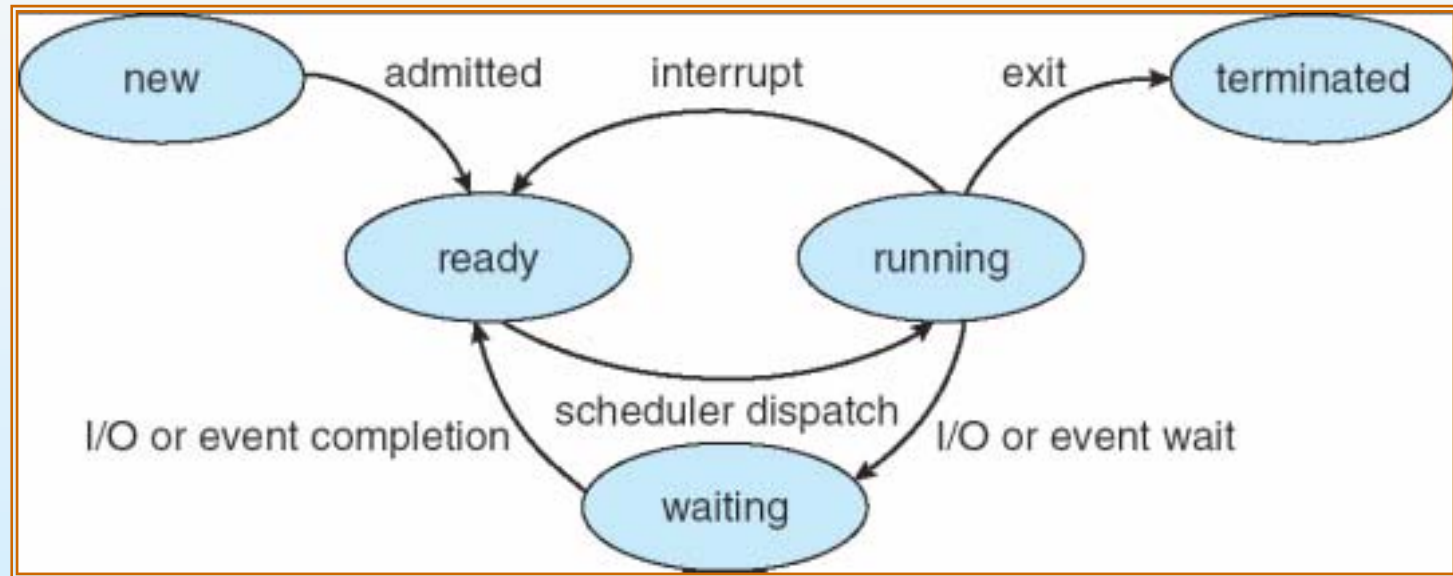 new
admitted
interrupt
exit
terminated
ready
running
scheduler dispatch
I/O or event completion
I/O or event wait
waiting